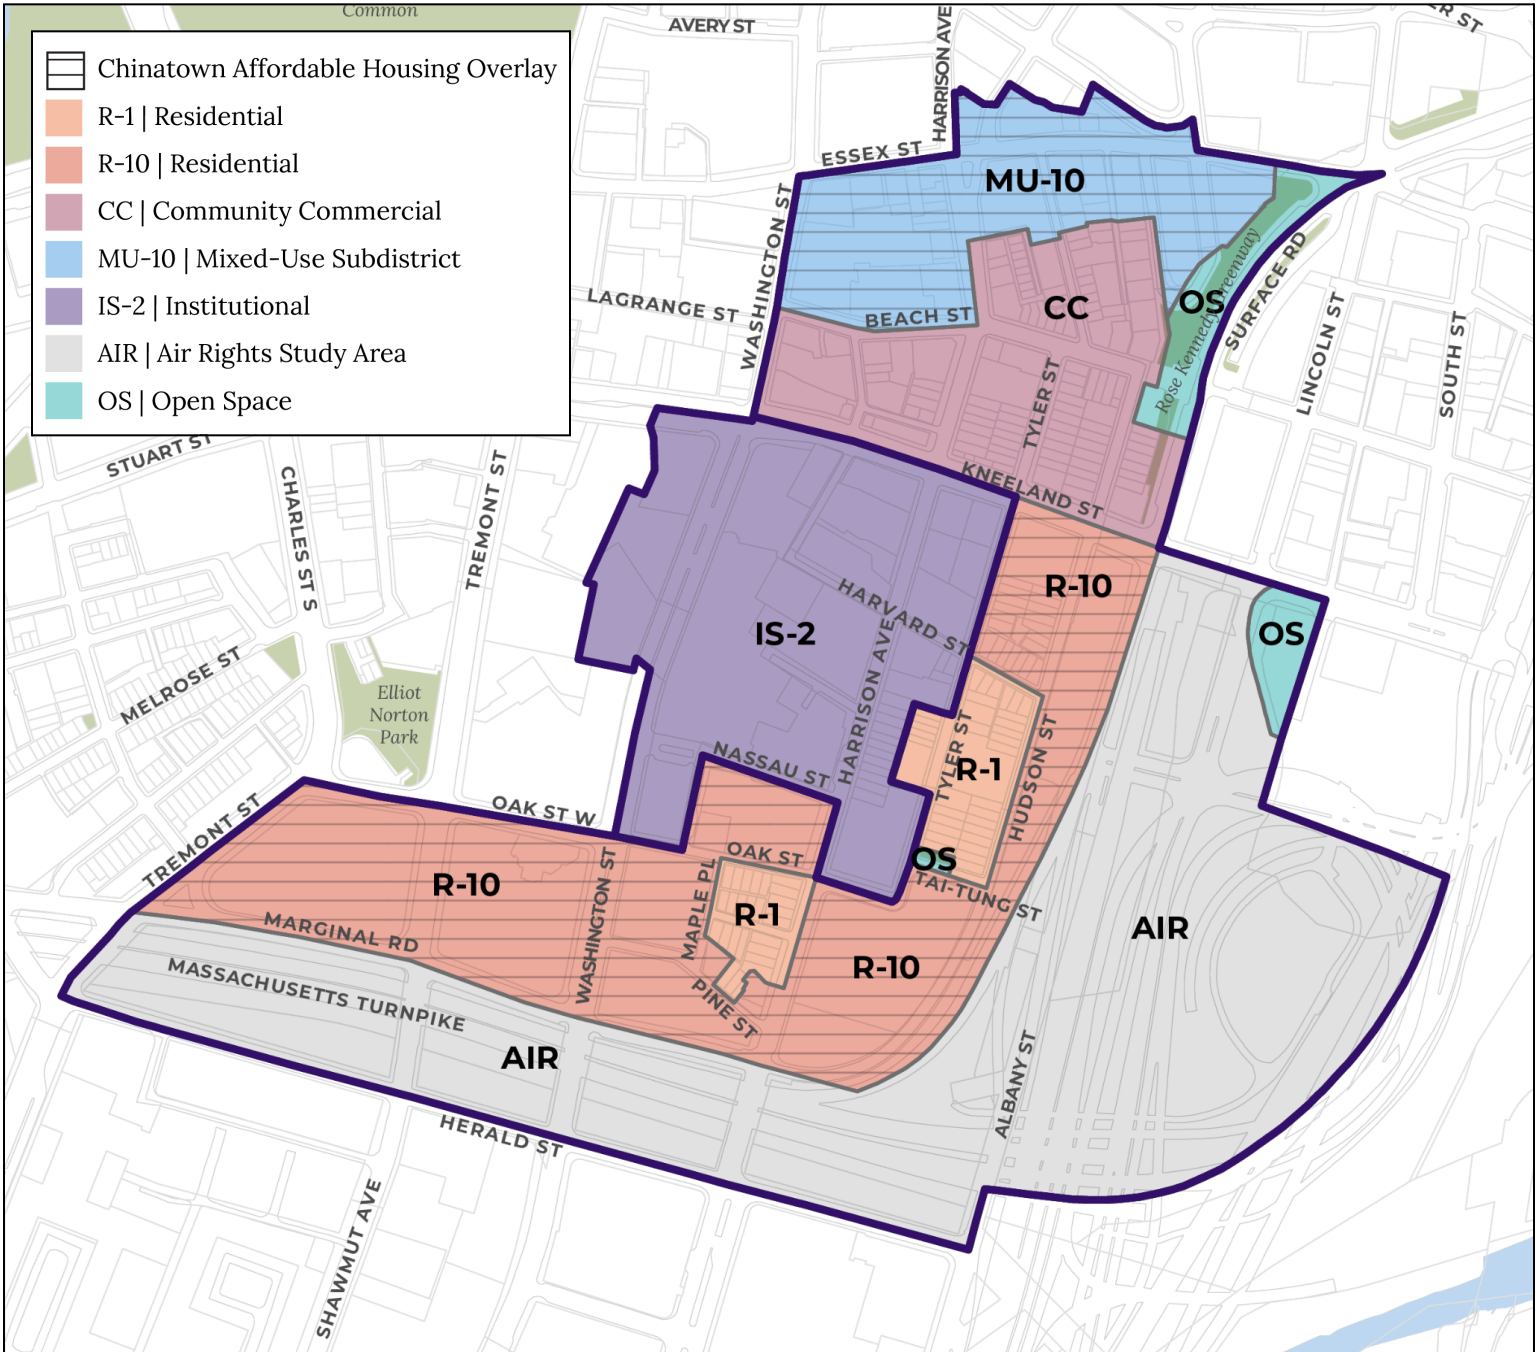 Common
AVERY ST
HARRISON AVE
ER ST
Chinatown Affordable Housing Overlay
R-1 | Residential
R-10 | Residential
CC | Community Commercial
MU-10 | Mixed-Use Subdistrict
IS-2 | Institutional
AIR | Air Rights Study Area
OS | Open Space
ESSEX ST
MU-10
WASHINGTON ST
LAGRANGE ST
BEACH ST
CC
OS
Rose Kennedy Greenway
SURFACE RD
LINCOLN ST
SOUTH ST
TYLER ST
KNEELAND ST
STUART ST
CHARLES ST S
TREMONT ST
R-10
HARVARD ST
IS-2
HARRISON AVE
OS
MELROSE ST
Elliot
Norton
Park
NASSAU ST
TYLER ST
R-1
HUDSON ST
OAK ST W
TREMONT ST
OAK ST
OS
TAI-TUNG ST
R-10
WASHINGTON ST
MAPLE PL
R-1
AIR
MARGINAL RD
R-10
MASSACHUSETTS TURNPIKE
PINE ST
AIR
ALBANY ST
HERALD ST
SHAWMUT AVE